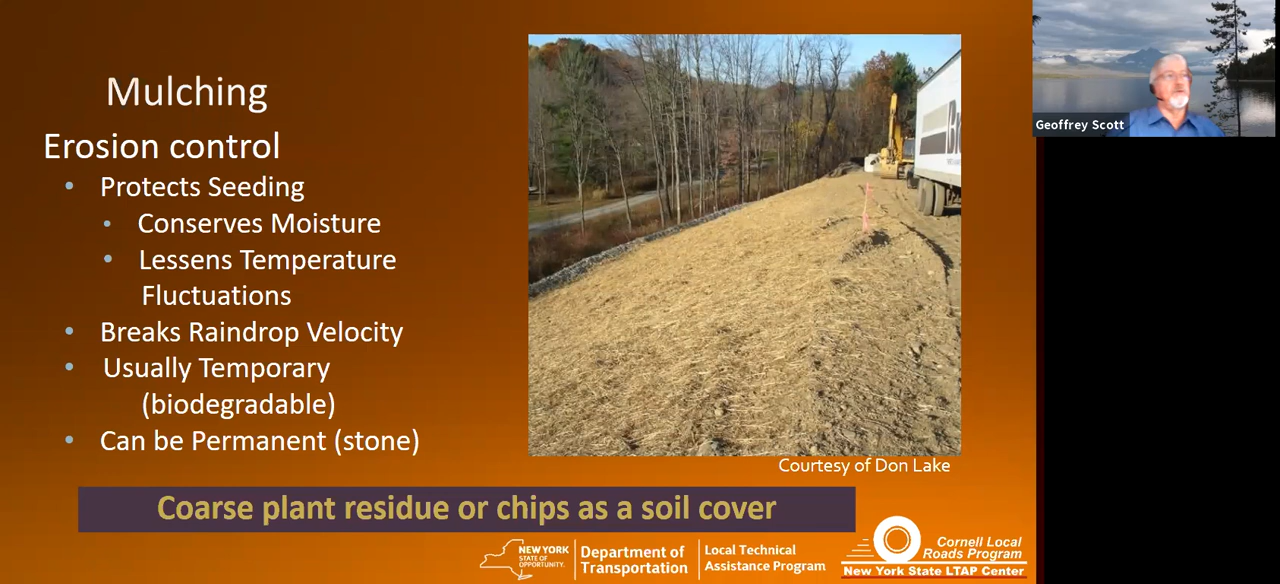 Mulching
Erosion control
• Protects Seeding
• Conserves Moisture
• Lessens Temperature
Fluctuations
• Breaks Raindrop Velocity
• Usually Temporary
(biodegradable)
• Can be Permanent (stone)
Courtesy of Don Lake
Coarse plant residue or chips as a soil cover
NEW YORK
STATE OF
OPPORTUNITY.
Department of
Transportation
Local Technical
Assistance Program
Cornell Local
Roads Program
New York State LTAP Center
Geoffrey Scott